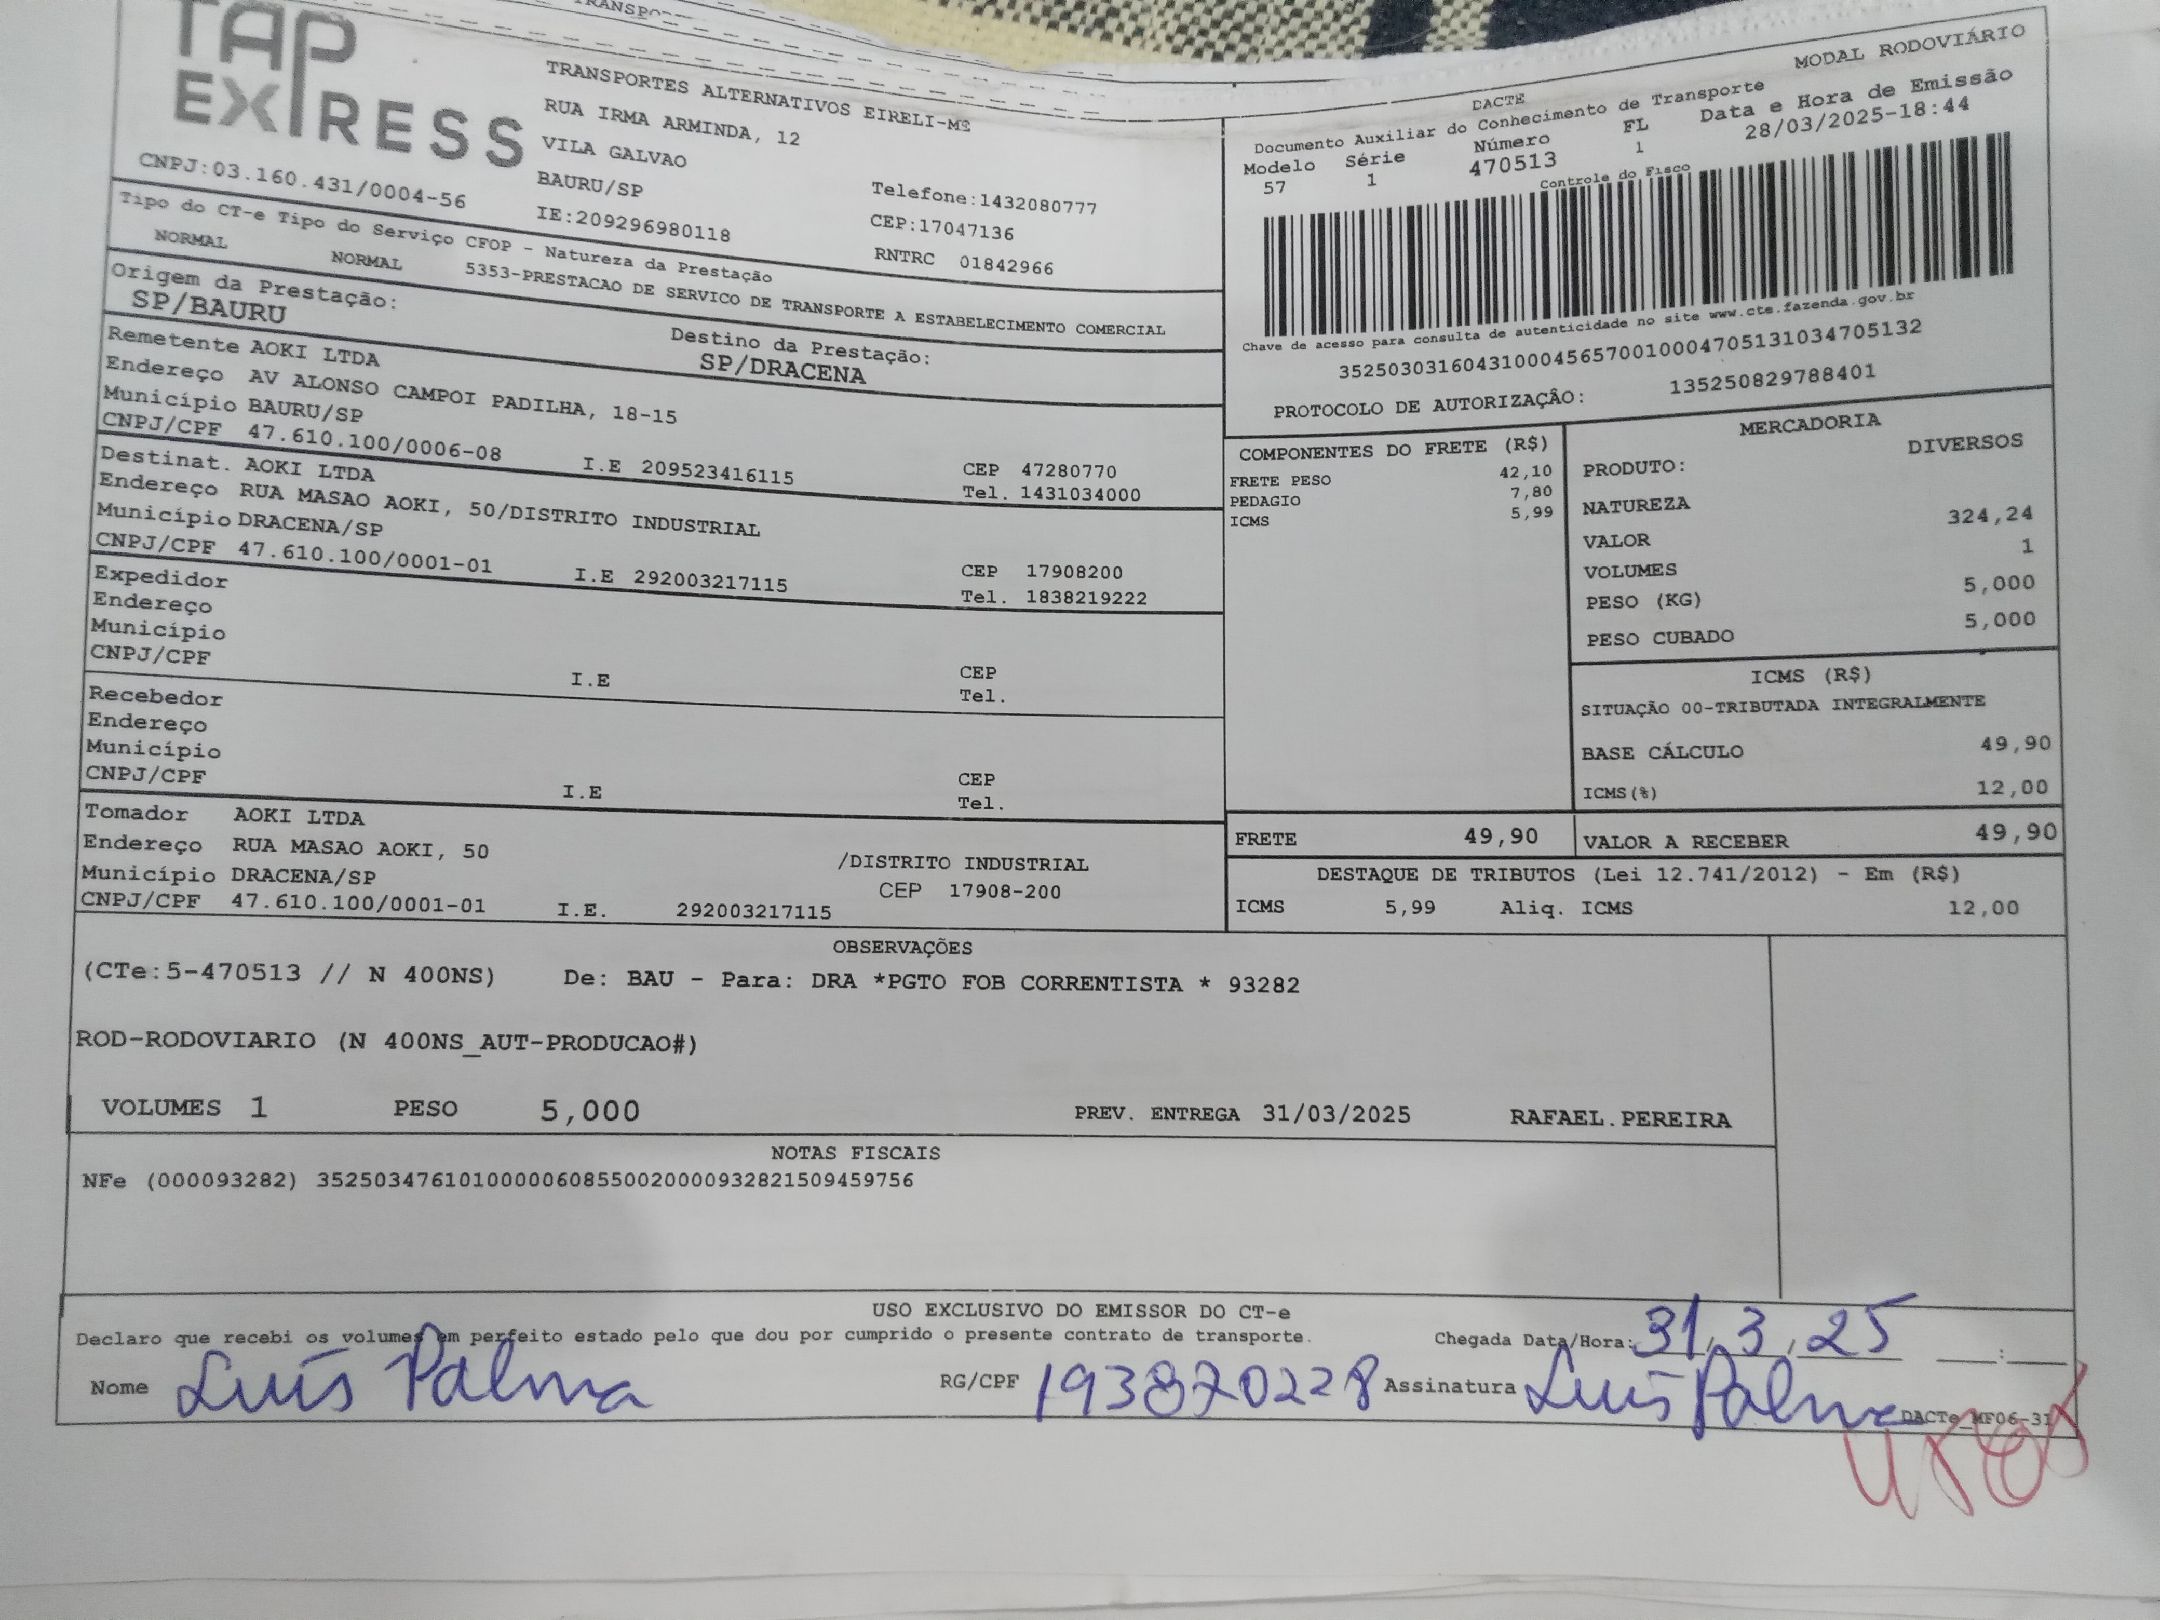 TAP
EXPRESS
CNPJ:03.160.431/0004-56
TRANSPORTES ALTERNATIVOS EIRELI-ME
RUA IRMA ARMINDA, 12
VILA GALVAO
BAURU/SP
IE:209296980118
Telefone:1432080777
CEP:17047136
RNTRC 01842966
MODAL RODOVIÁRIO
DACTE
Documento Auxiliar do Conhecimento de Transporte
Modelo Série Número FL Data e Hora de Emissão
57 1 470513 1 28/03/2025-18:44
Controle do Fisco
Chave de acesso para consulta de autenticidade no site www.cte.fazenda.gov.br
35250303160431000456570010004705131034705132
PROTOCOLO DE AUTORIZAÇÃO: 135250829788401
Tipo do CT-e Tipo do Serviço CFOP - Natureza da Prestação
NORMAL NORMAL 5353-PRESTACAO DE SERVICO DE TRANSPORTE A ESTABELECIMENTO COMERCIAL
Origem da Prestação: Destino da Prestação:
SP/BAURU SP/DRACENA
Remetente AOKI LTDA
Endereço AV ALONSO CAMPOI PADILHA, 18-15
Município BAURU/SP CEP 47280770
CNPJ/CPF 47.610.100/0006-08 I.E 209523416115 Tel. 1431034000
Destinat. AOKI LTDA
Endereço RUA MASAO AOKI, 50/DISTRITO INDUSTRIAL
Município DRACENA/SP CEP 17908200
CNPJ/CPF 47.610.100/0001-01 I.E 292003217115 Tel. 1838219222
Expedidor
Endereço
Município CEP
CNPJ/CPF I.E Tel.
Recebedor
Endereço
Município CEP
CNPJ/CPF I.E Tel.
Tomador AOKI LTDA
Endereço RUA MASAO AOKI, 50 /DISTRITO INDUSTRIAL
Município DRACENA/SP CEP 17908-200
CNPJ/CPF 47.610.100/0001-01 I.E. 292003217115
COMPONENTES DO FRETE (R$)
FRETE PESO 42,10
PEDAGIO 7,80
ICMS 5,99
MERCADORIA
PRODUTO: DIVERSOS
NATUREZA
VALOR 324,24
VOLUMES 1
PESO (KG) 5,000
PESO CUBADO 5,000
ICMS (R$)
SITUAÇÃO 00-TRIBUTADA INTEGRALMENTE
BASE CÁLCULO 49,90
ICMS(%) 12,00
FRETE 49,90 VALOR A RECEBER 49,90
DESTAQUE DE TRIBUTOS (Lei 12.741/2012) - Em (R$)
ICMS 5,99 Aliq. ICMS 12,00
OBSERVAÇÕES
(CTe:5-470513 // N 400NS) De: BAU - Para: DRA *PGTO FOB CORRENTISTA * 93282
ROD-RODOVIARIO (N 400NS_AUT-PRODUCAO#)
VOLUMES 1 PESO 5,000 PREV. ENTREGA 31/03/2025 RAFAEL.PEREIRA
NOTAS FISCAIS
NFe (000093282) 35250347610100000608550020000932821509459756
USO EXCLUSIVO DO EMISSOR DO CT-e
Declaro que recebi os volumes em perfeito estado pelo que dou por cumprido o presente contrato de transporte. Chegada Data/Hora: 31/3/25 :
Nome Luís Palma RG/CPF 193870228 Assinatura Luís Palma
DACTe_MF06-31